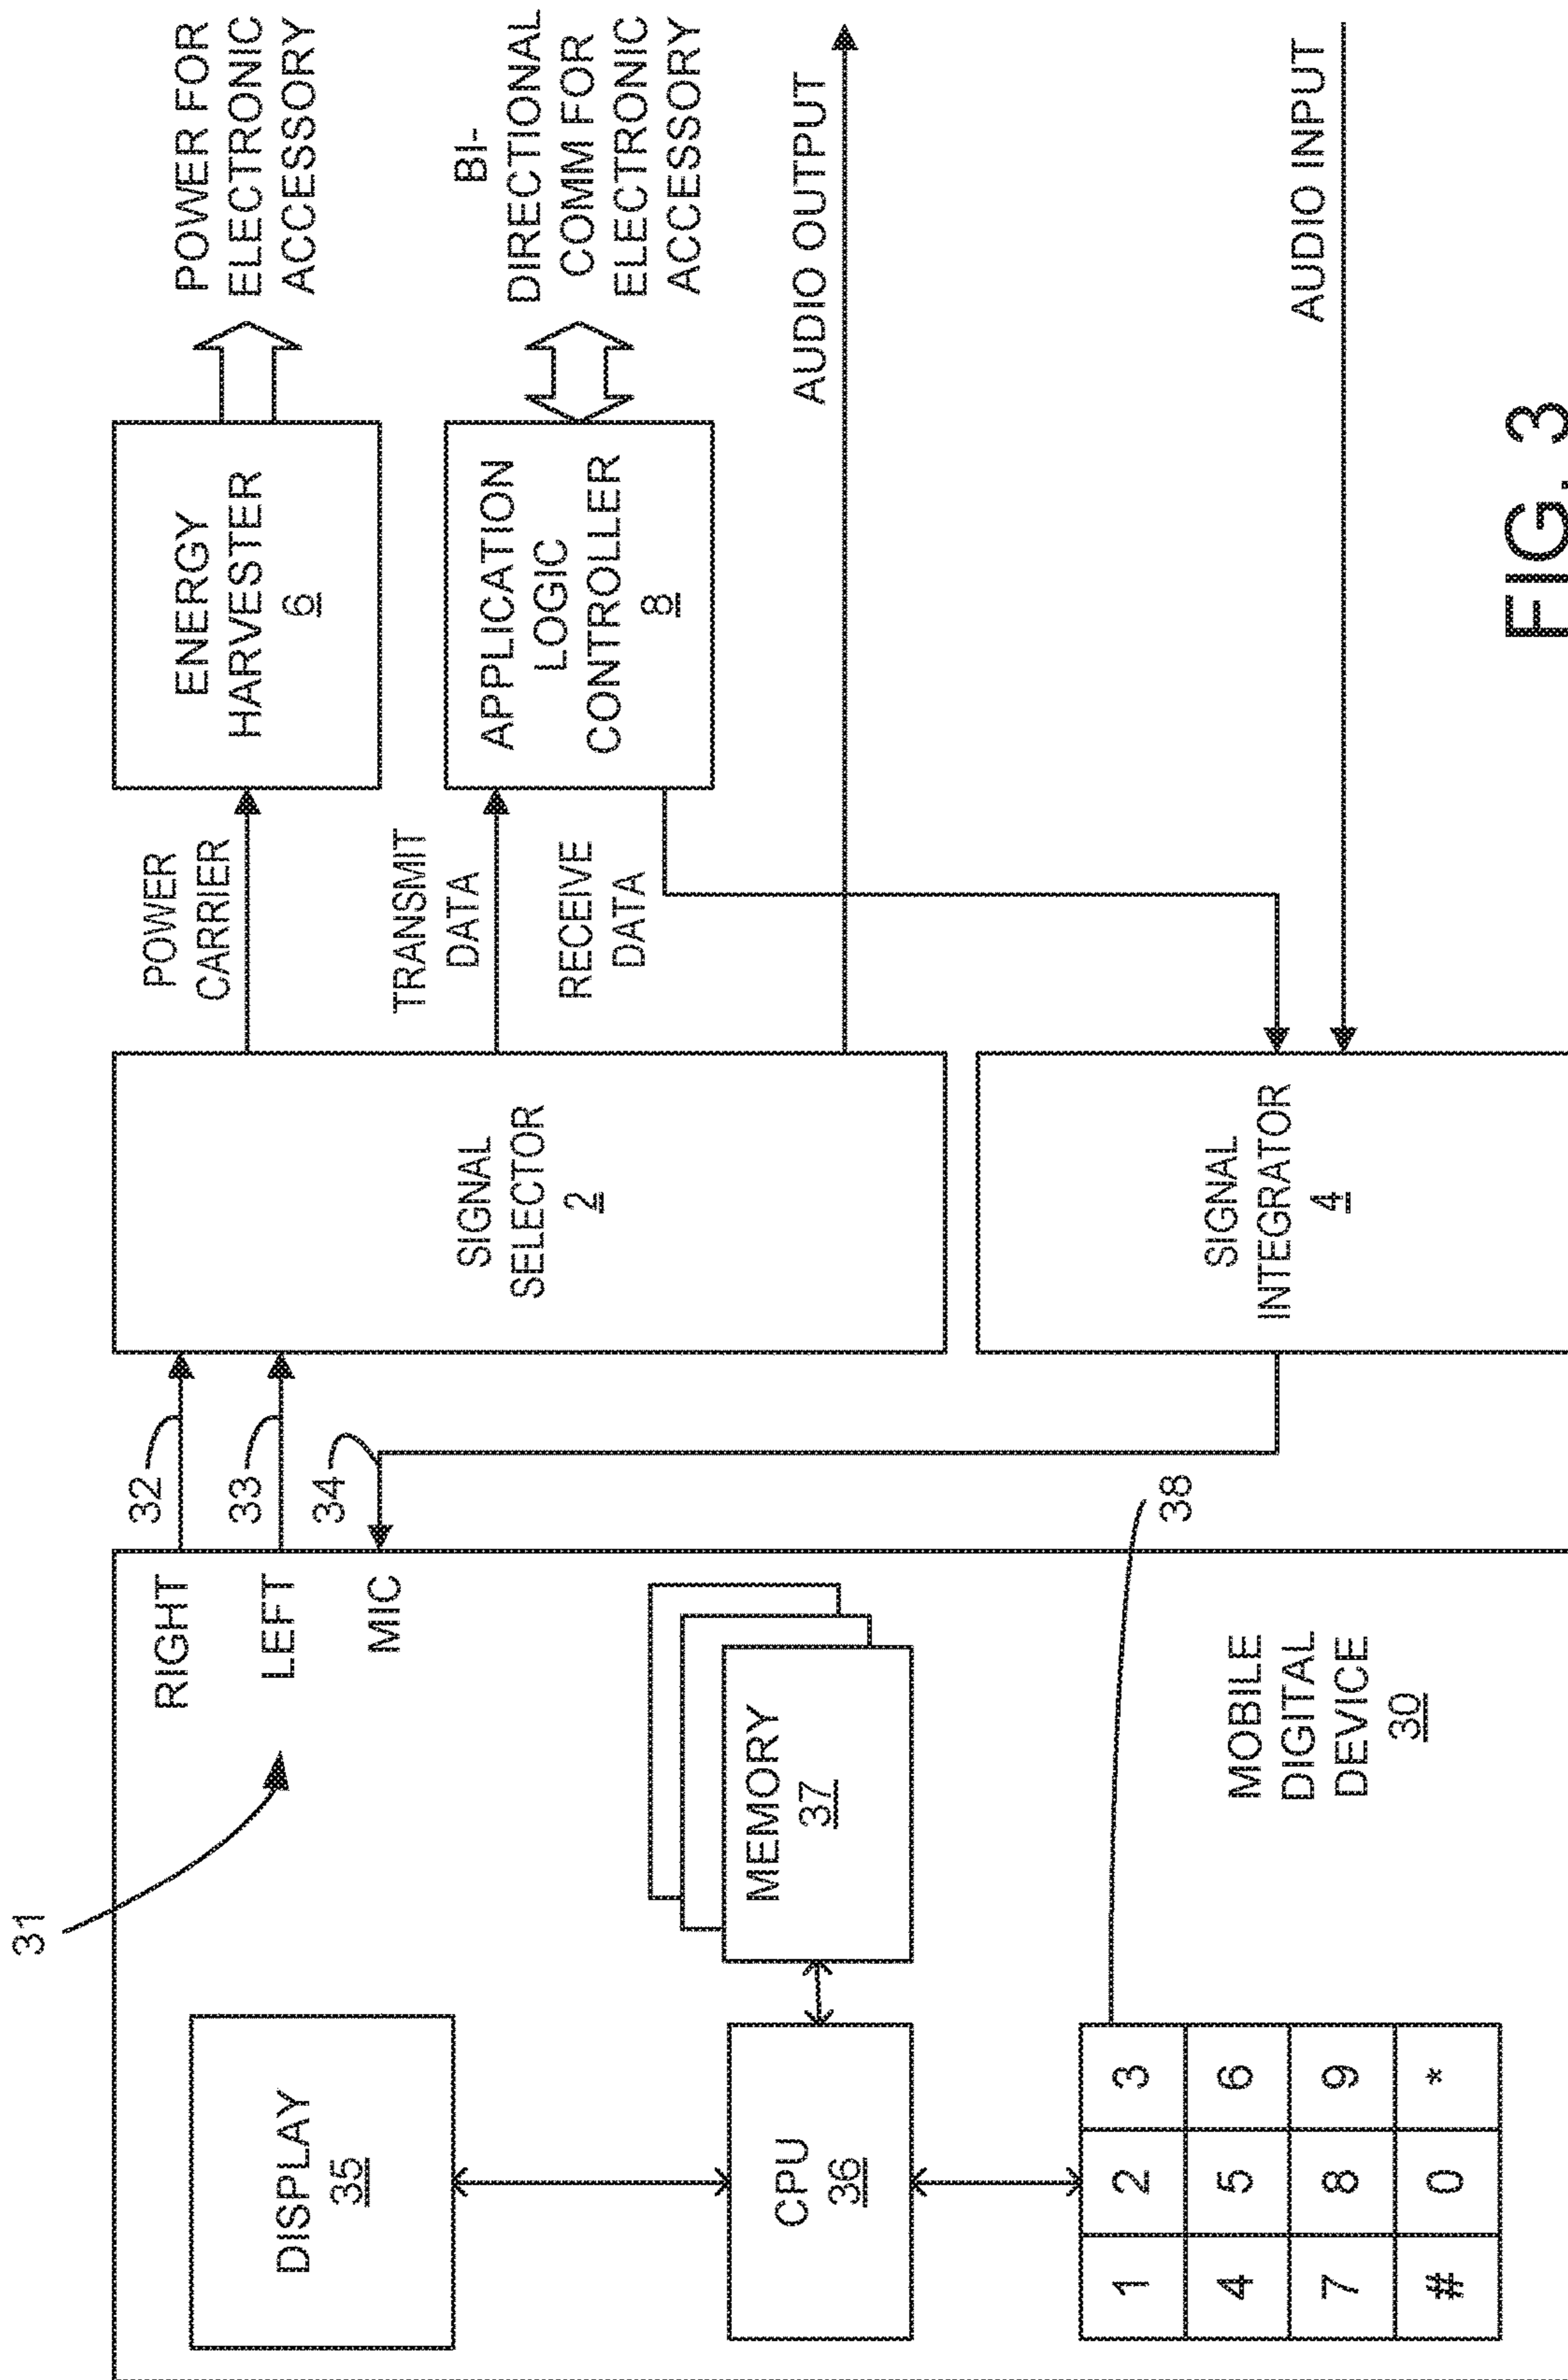 31
RIGHT
LEFT
MIC
32
33
34
DISPLAY
35
CPU
36
MEMORY
37
38
1
2
3
4
5
6
7
8
9
#
0
*
MOBILE
DIGITAL
DEVICE
30
SIGNAL
SELECTOR
2
SIGNAL
INTEGRATOR
4
POWER
CARRIER
TRANSMIT
DATA
RECEIVE
DATA
ENERGY
HARVESTER
6
APPLICATION
LOGIC
CONTROLLER
8
POWER FOR
ELECTRONIC
ACCESSORY
BI-
DIRECTIONAL
COMM FOR
ELECTRONIC
ACCESSORY
AUDIO OUTPUT
AUDIO INPUT
FIG. 3